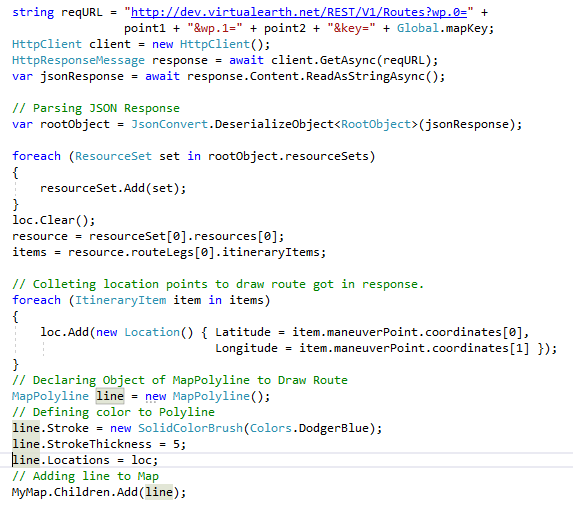 string reqURL = "http://dev.virtualearth.net/REST/V1/Routes?wp.0=" +
point1 + "&wp.1=" + point2 + "&key=" + Global.mapKey;
HttpClient client = new HttpClient();
HttpResponseMessage response = await client.GetAsync(reqURL);
var jsonResponse = await response.Content.ReadAsStringAsync();
// Parsing JSON Response
var rootObject = JsonConvert.DeserializeObject<RootObject>(jsonResponse);
foreach (ResourceSet set in rootObject.resourceSets)
{
resourceSet.Add(set);
}
loc.Clear();
resource = resourceSet[0].resources[0];
items = resource.routeLegs[0].itineraryItems;
// Colleting location points to draw route got in response.
foreach (ItineraryItem item in items)
{
loc.Add(new Location() { Latitude = item.maneuverPoint.coordinates[0],
Longitude = item.maneuverPoint.coordinates[1] });
}
// Declaring Object of MapPolyline to Draw Route
MapPolyline line = new MapPolyline();
// Defining color to Polyline
line.Stroke = new SolidColorBrush(Colors.DodgerBlue);
line.StrokeThickness = 5;
line.Locations = loc;
// Adding line to Map
MyMap.Children.Add(line);